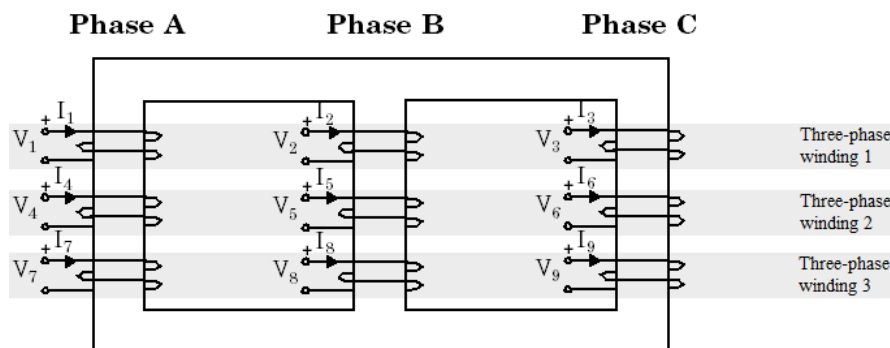 Phase A Phase B Phase C
I1 I2 I3
V1 V2 V3 Three-phase
winding 1
I4 I5 I6
V4 V5 V6 Three-phase
winding 2
I7 I8 I9
V7 V8 V9 Three-phase
winding 3